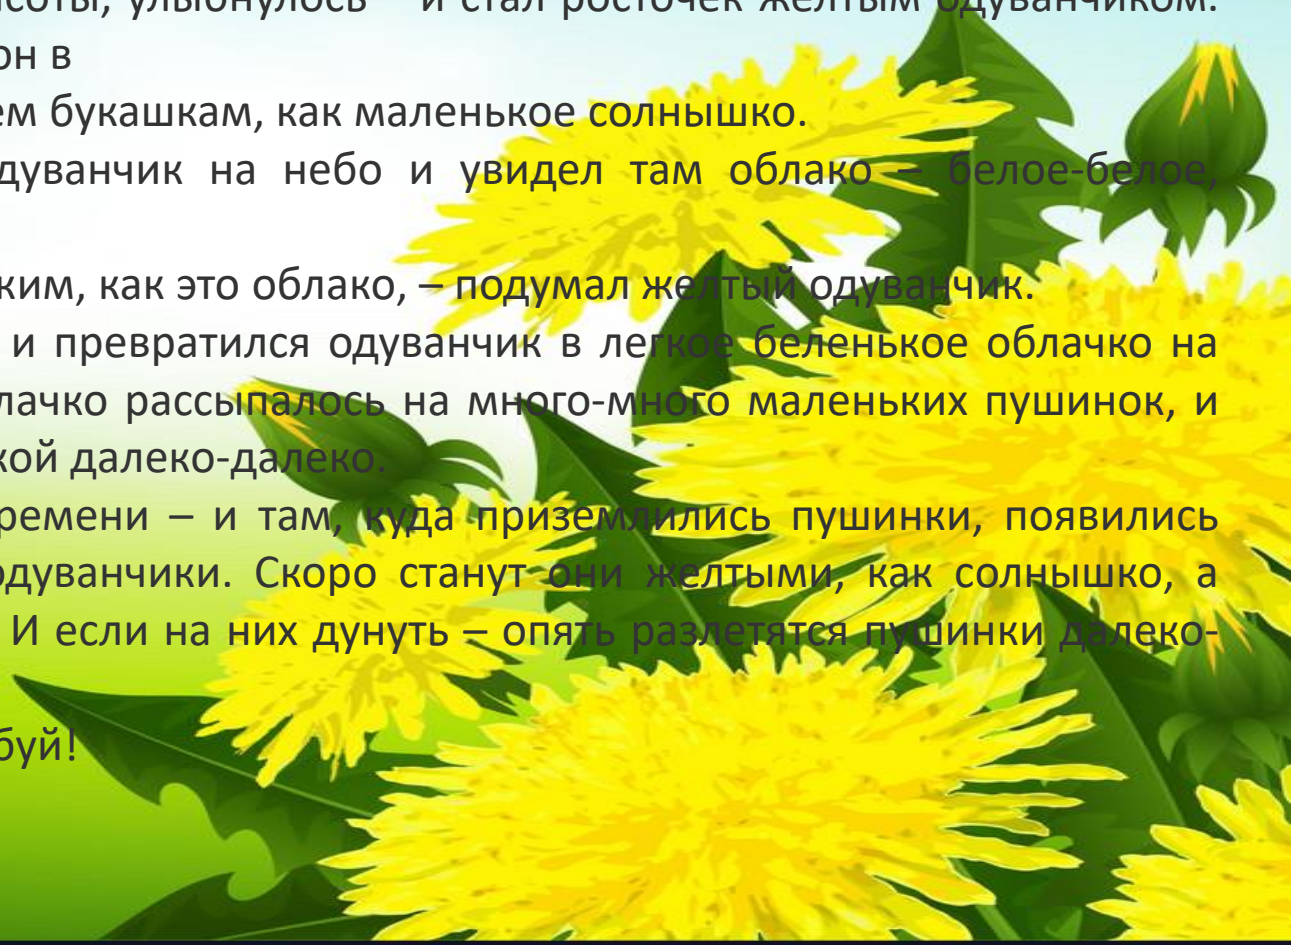 соты, улыбнулось – и стал росточек желтым одуванчиком.
он в
ем букашкам, как маленькое солнышко.
дуванчик на небо и увидел там облако – белое-белое,
ким, как это облако, – подумал желтый одуванчик.
и превратился одуванчик в легкое беленькое облачко на
лачко рассыпалось на много-много маленьких пушинок, и
кой далеко-далеко.
ремени – и там, куда приземлились пушинки, появились
одуванчики. Скоро станут они желтыми, как солнышко, а
И если на них дунуть – опять разлетятся пушинки далеко-
буй!